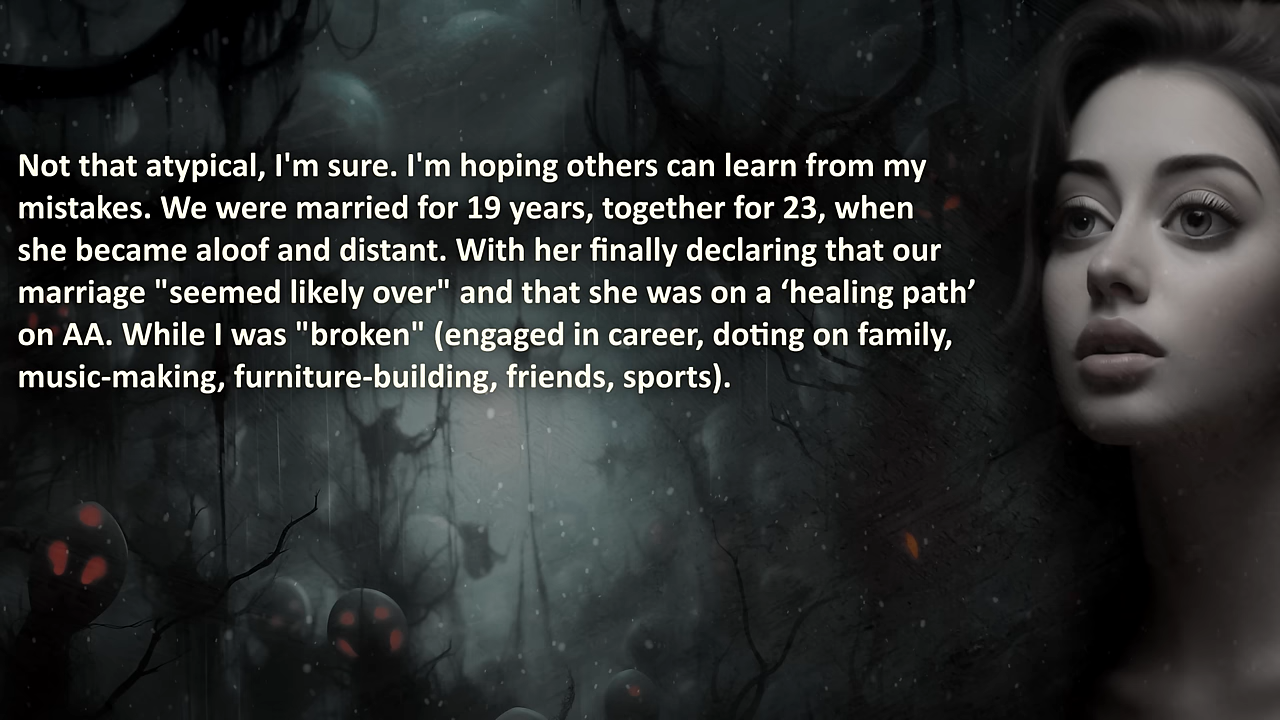 Not that atypical, I'm sure. I'm hoping others can learn from my
mistakes. We were married for 19 years, together for 23, when
she became aloof and distant. With her finally declaring that our
marriage "seemed likely over" and that she was on a ‘healing path’
on AA. While I was "broken" (engaged in career, doting on family,
music-making, furniture-building, friends, sports).